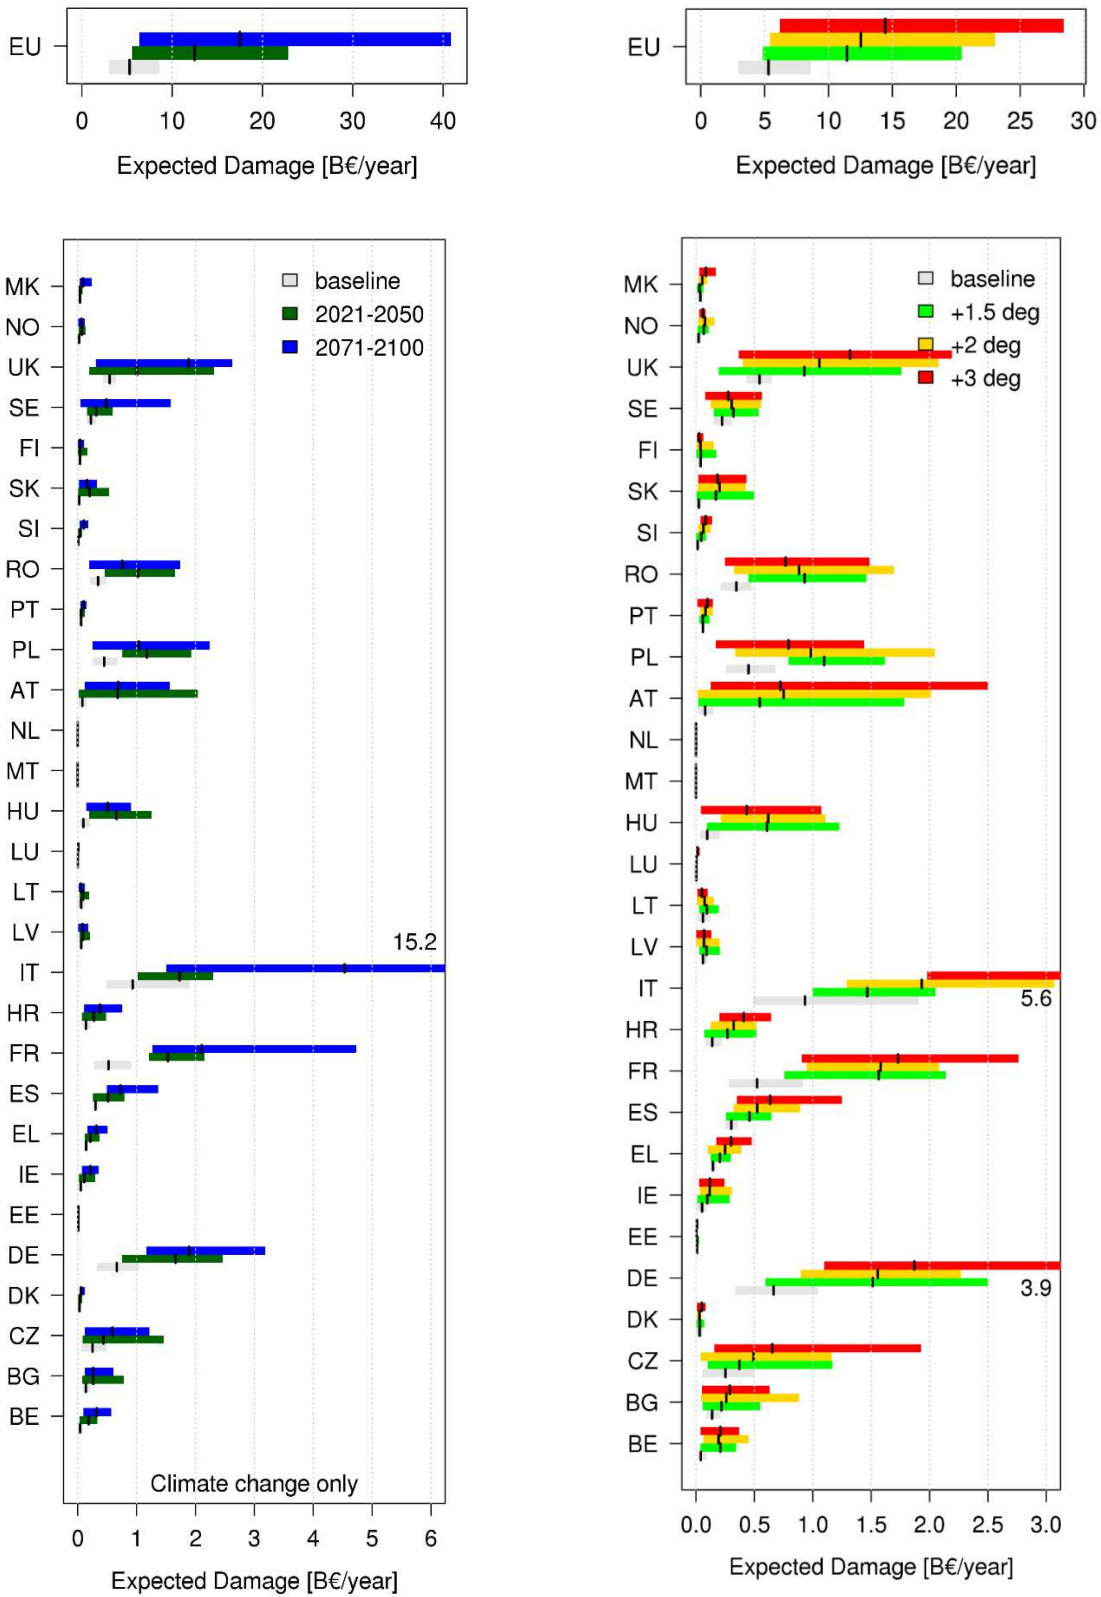 EU
0 10 20 30 40
Expected Damage [B€/year]
EU
0 5 10 15 20 25 30
Expected Damage [B€/year]
baseline
2021-2050
2071-2100
MK
NO
UK
SE
FI
SK
SI
RO
PT
PL
AT
NL
MT
HU
LU
LT
LV
15.2
IT
HR
FR
ES
EL
IE
EE
DE
DK
CZ
BG
BE
Climate change only
0 1 2 3 4 5 6
Expected Damage [B€/year]
baseline
+1.5 deg
+2 deg
+3 deg
MK
NO
UK
SE
FI
SK
SI
RO
PT
PL
AT
NL
MT
HU
LU
LT
LV
IT
5.6
HR
FR
ES
EL
IE
EE
DE
3.9
DK
CZ
BG
BE
0.0 0.5 1.0 1.5 2.0 2.5 3.0
Expected Damage [B€/year]